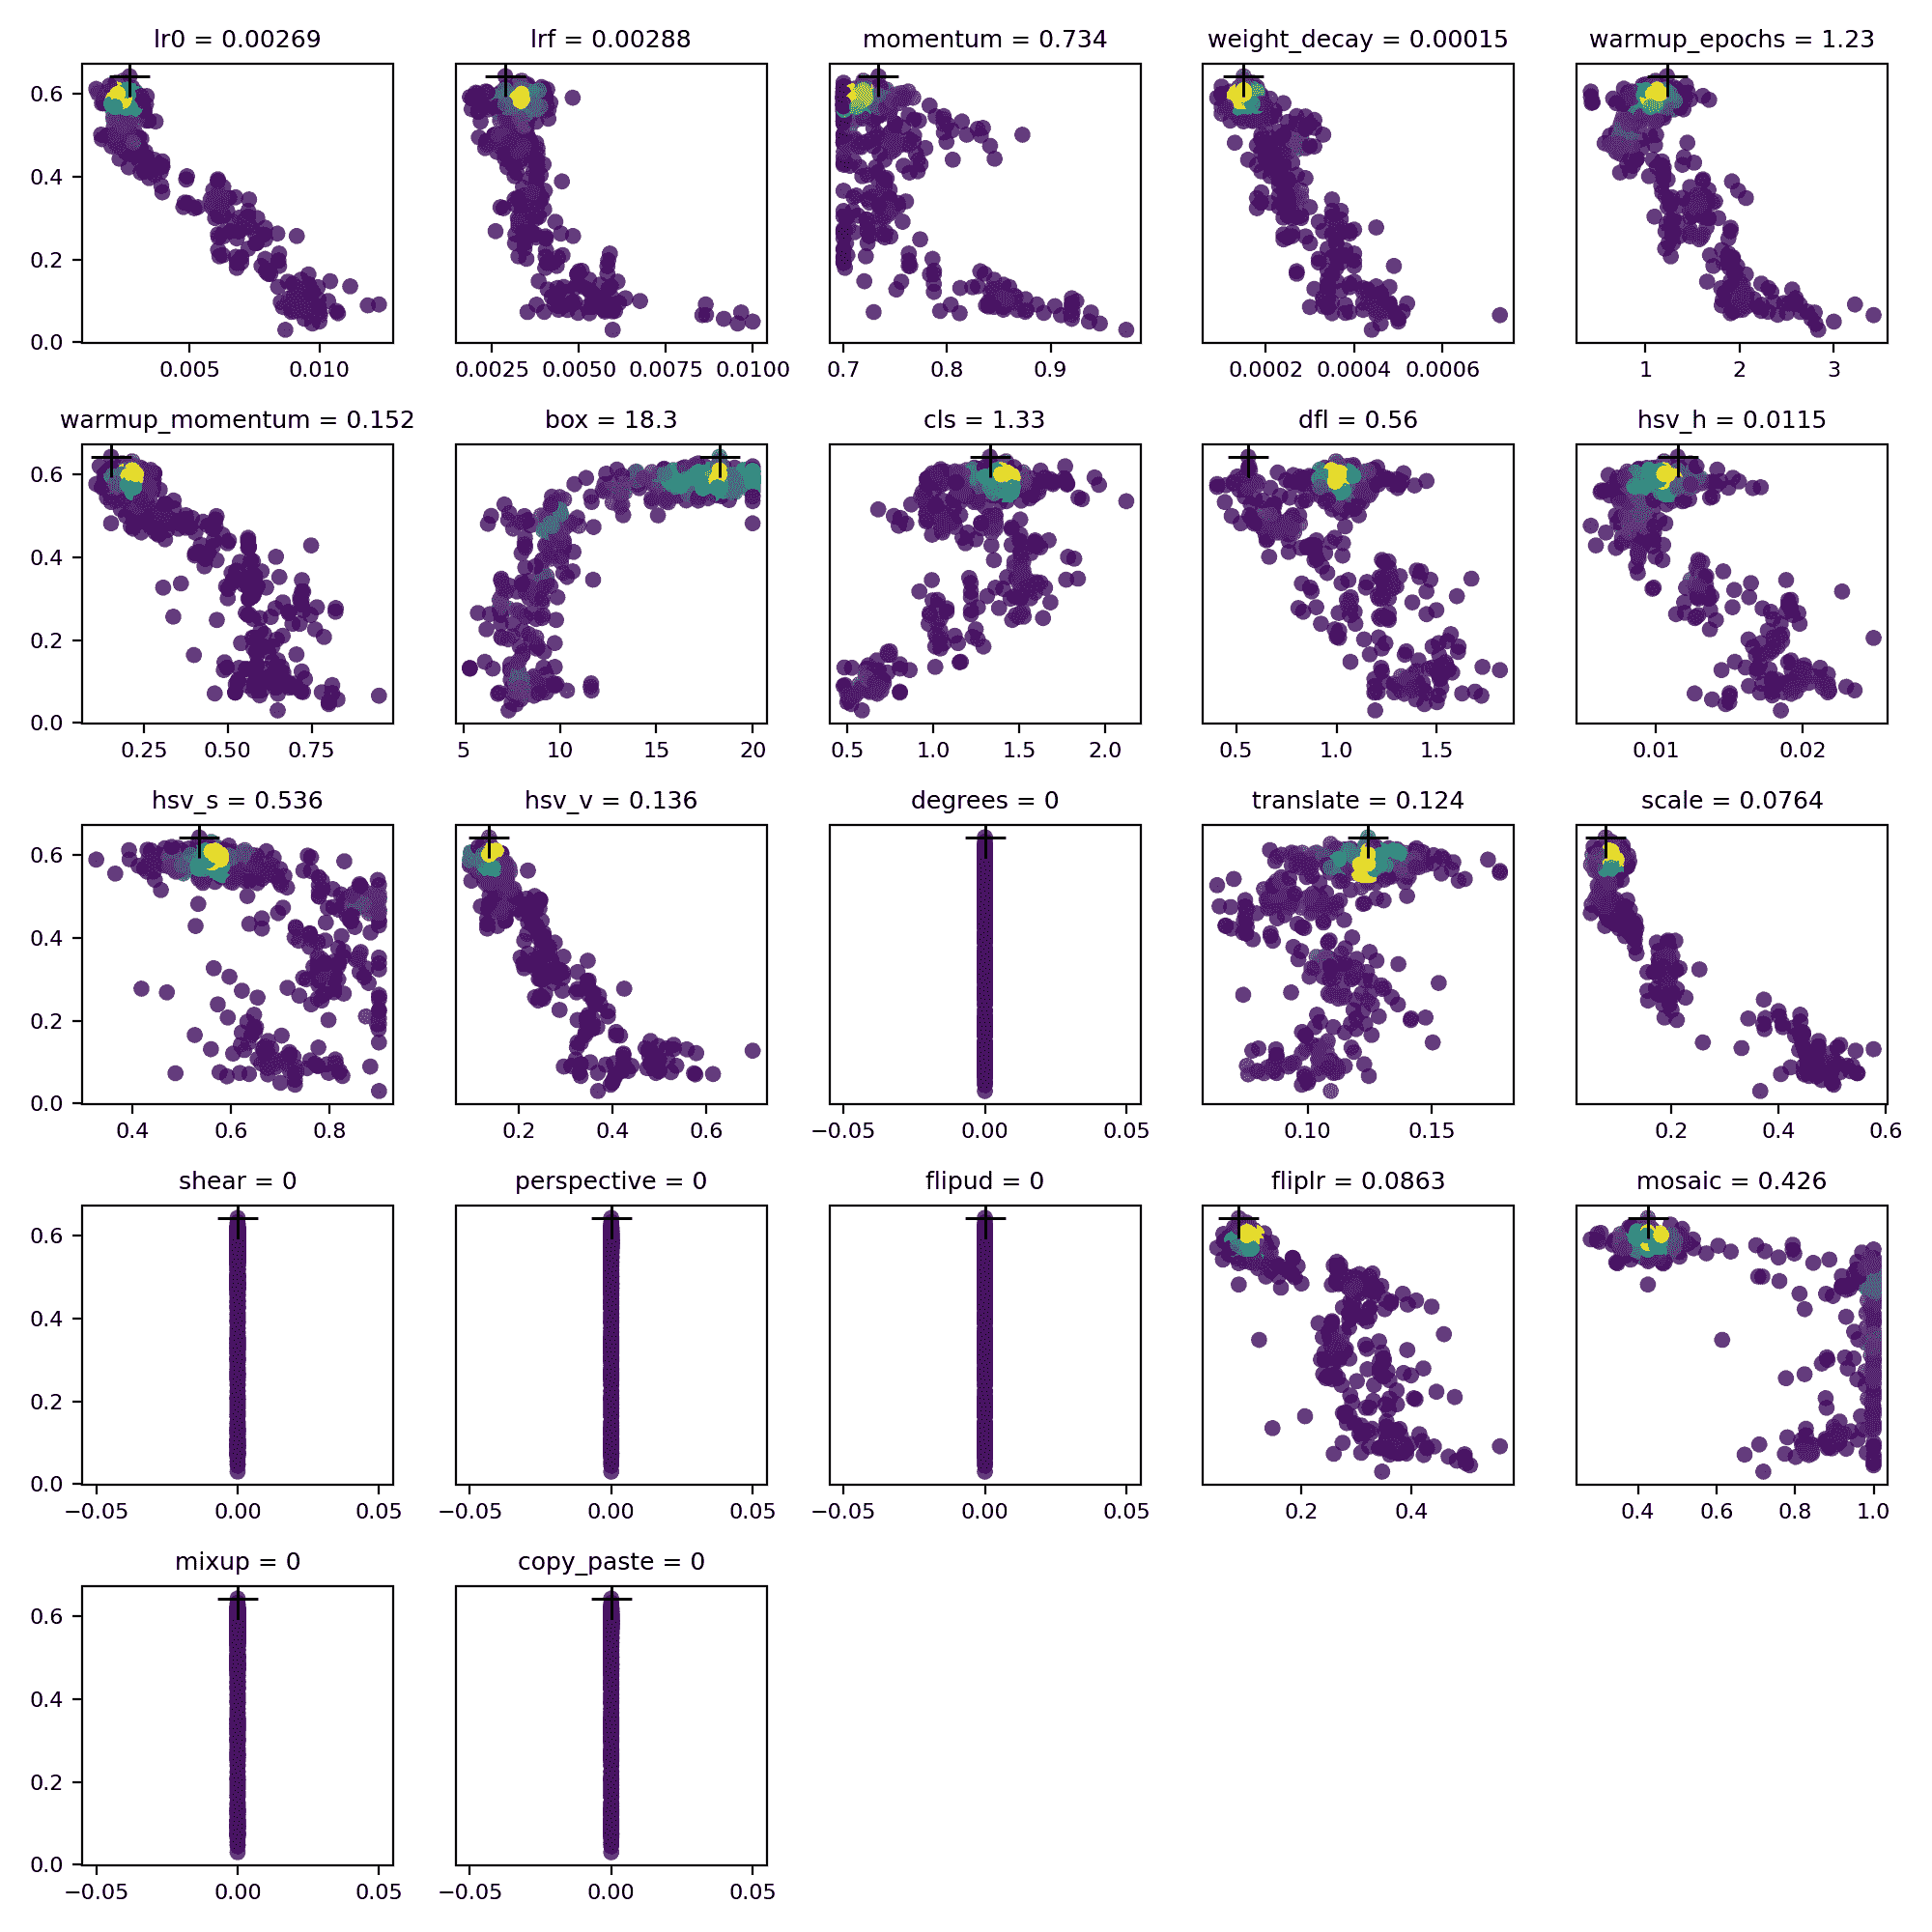 lr0 = 0.00269
lrf = 0.00288
momentum = 0.734
weight_decay = 0.00015
warmup_epochs = 1.23
0.6
0.4
0.2
0.0
0.005 0.010
0.0025 0.0050 0.0075 0.0100
0.7 0.8 0.9
0.0002 0.0004 0.0006
1 2 3
warmup_momentum = 0.152
box = 18.3
cls = 1.33
dfl = 0.56
hsv_h = 0.0115
0.6
0.4
0.2
0.0
0.25 0.50 0.75
5 10 15 20
0.5 1.0 1.5 2.0
0.5 1.0 1.5
0.01 0.02
hsv_s = 0.536
hsv_v = 0.136
degrees = 0
translate = 0.124
scale = 0.0764
0.6
0.4
0.2
0.0
0.4 0.6 0.8
0.2 0.4 0.6
−0.05 0.00 0.05
0.10 0.15
0.2 0.4 0.6
shear = 0
perspective = 0
flipud = 0
fliplr = 0.0863
mosaic = 0.426
0.6
0.4
0.2
0.0
−0.05 0.00 0.05
−0.05 0.00 0.05
−0.05 0.00 0.05
0.2 0.4
0.4 0.6 0.8 1.0
mixup = 0
copy_paste = 0
0.6
0.4
0.2
0.0
−0.05 0.00 0.05
−0.05 0.00 0.05